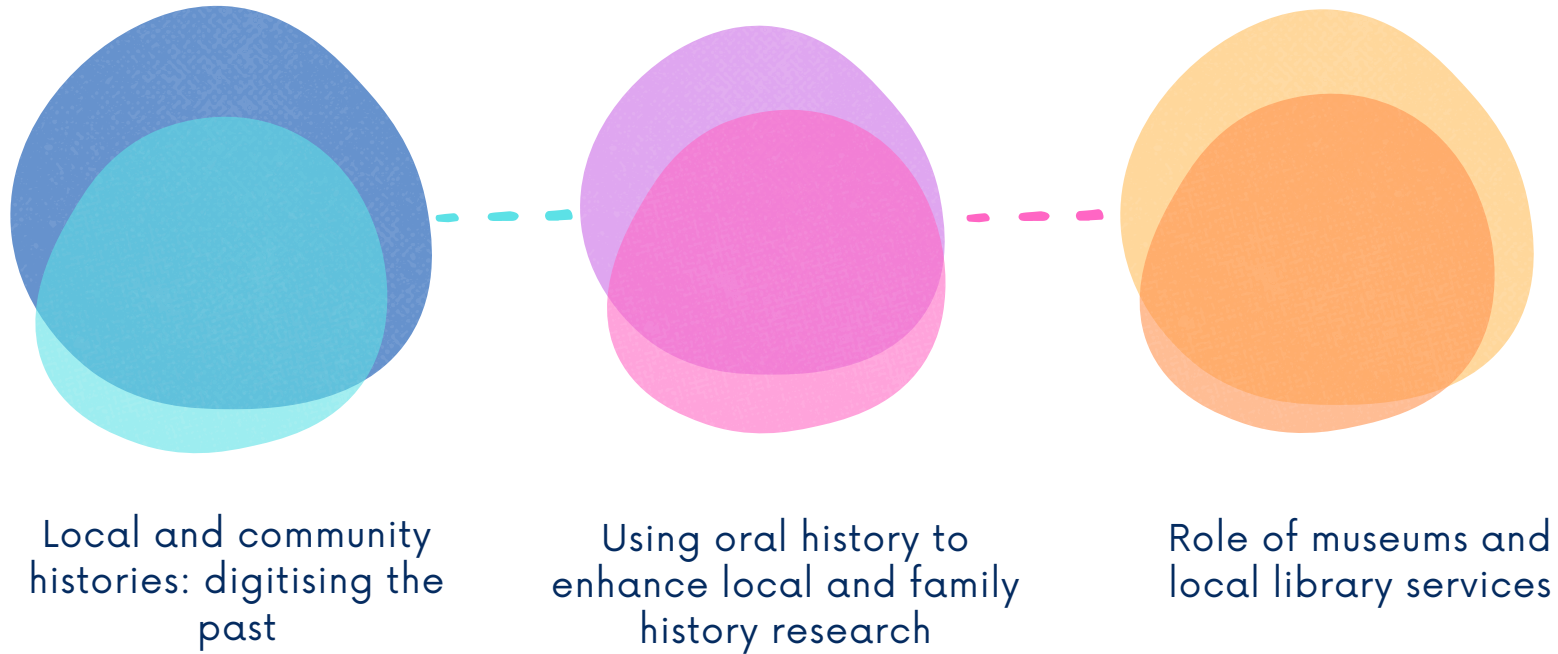 Local and community
histories: digitising the
past
Using oral history to
enhance local and family
history research
Role of museums and
local library services